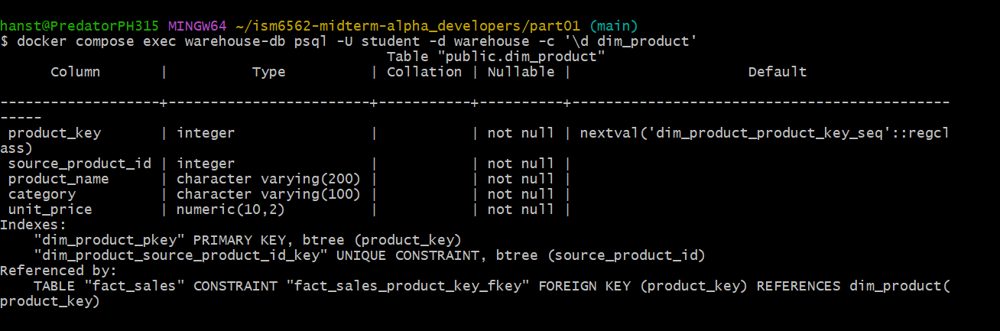 hanst@PredatorPH315 MINGW64 ~/ism6562-midterm-alpha_developers/part01 (main)
$ docker compose exec warehouse-db psql -U student -d warehouse -c '\d dim_product'
                                              Table "public.dim_product"
      Column       |          Type          | Collation | Nullable |                     Default
-------------------+------------------------+-----------+----------+---------------------------------------------
-----
 product_key       | integer                |           | not null | nextval('dim_product_product_key_seq'::regcl
ass)
 source_product_id | integer                |           | not null |
 product_name      | character varying(200) |           | not null |
 category          | character varying(100) |           | not null |
 unit_price        | numeric(10,2)          |           | not null |
Indexes:
    "dim_product_pkey" PRIMARY KEY, btree (product_key)
    "dim_product_source_product_id_key" UNIQUE CONSTRAINT, btree (source_product_id)
Referenced by:
    TABLE "fact_sales" CONSTRAINT "fact_sales_product_key_fkey" FOREIGN KEY (product_key) REFERENCES dim_product(
product_key)